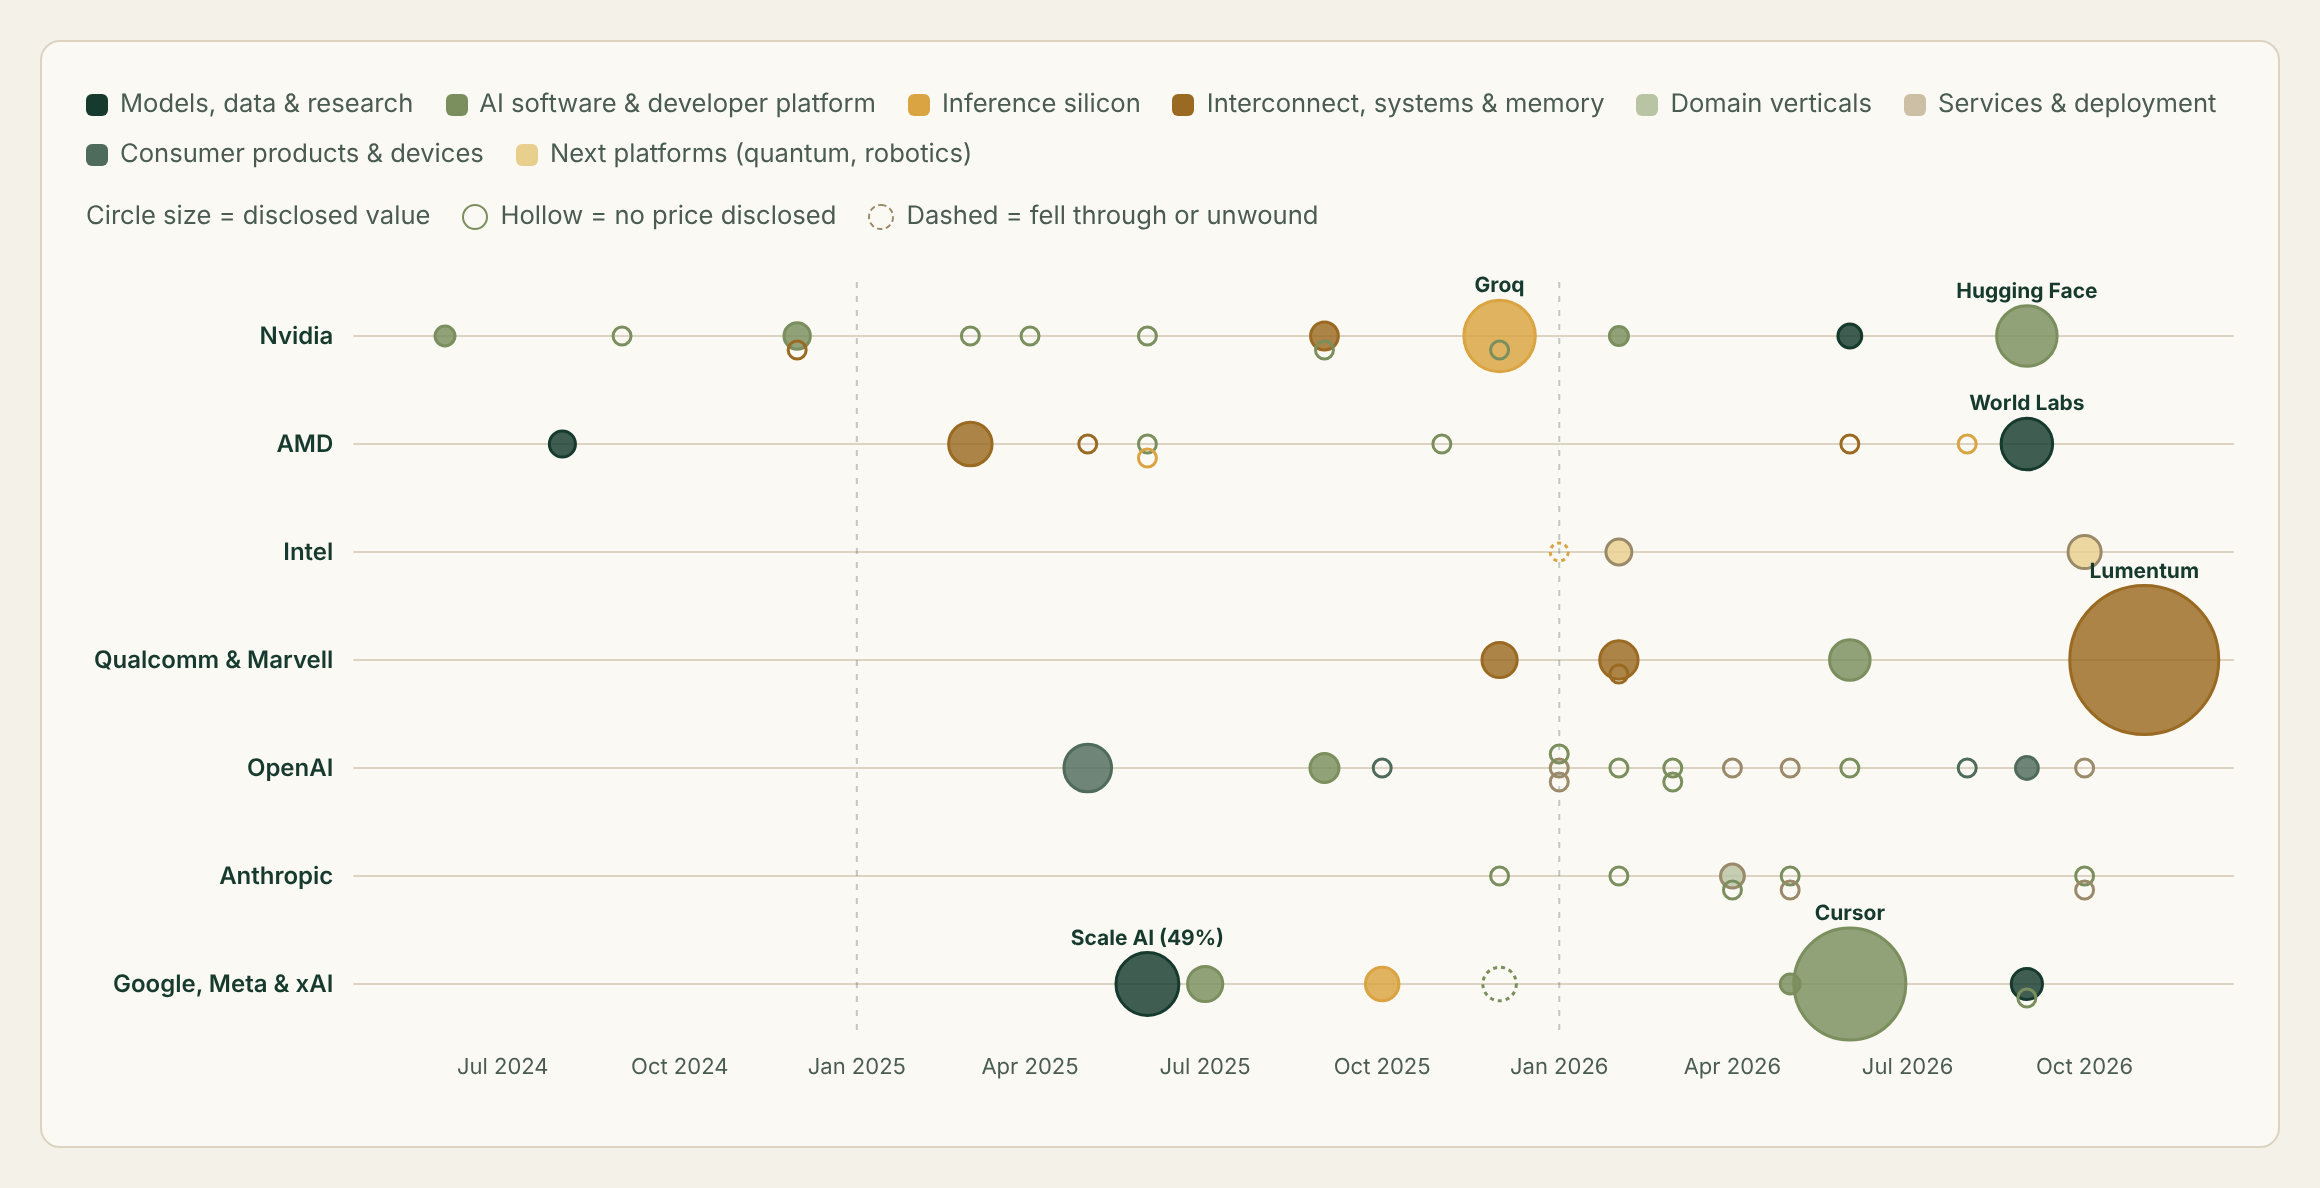 Models, data & research AI software & developer platform Inference silicon Interconnect, systems & memory Domain verticals Services & deployment
Consumer products & devices Next platforms (quantum, robotics)
Circle size = disclosed value Hollow = no price disclosed Dashed = fell through or unwound
Groq
Hugging Face
Nvidia
World Labs
AMD
Intel
Lumentum
Qualcomm & Marvell
OpenAI
Anthropic
Cursor
Scale AI (49%)
Google, Meta & xAI
Jul 2024 Oct 2024 Jan 2025 Apr 2025 Jul 2025 Oct 2025 Jan 2026 Apr 2026 Jul 2026 Oct 2026